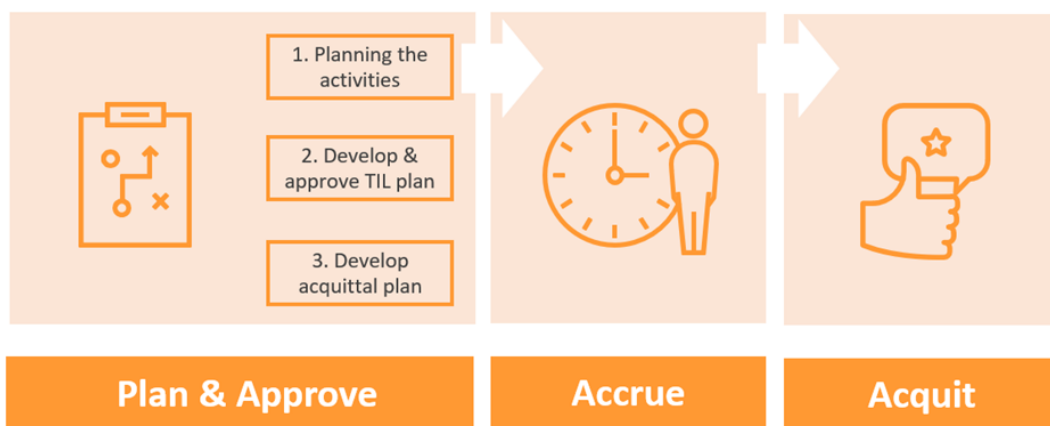 1. Planning the
activities
2. Develop &
approve TIL plan
3. Develop
acquittal plan
Plan & Approve
Accrue
Acquit